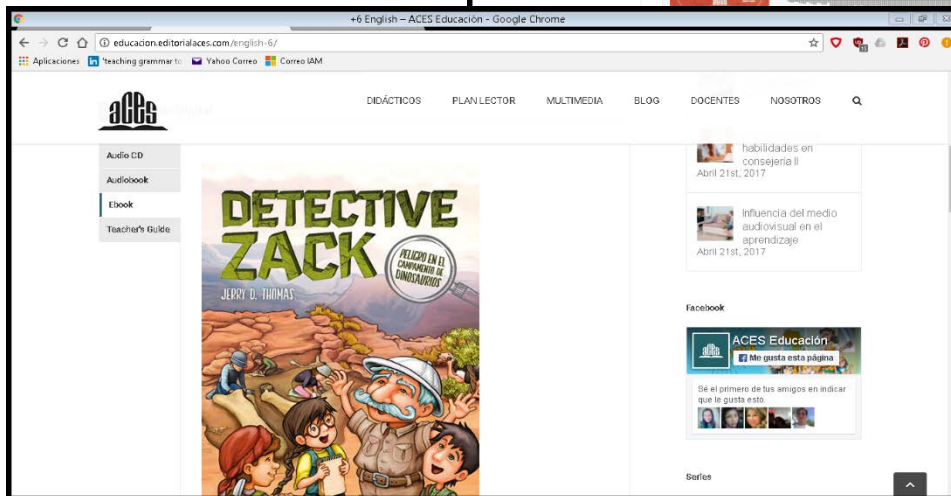 +6 English – ACES Educación - Google Chrome
educacion.editorialaces.com/english-6/
Aplicaciones
'teaching grammar to
Yahoo Correo
Correo IAM
aces
DIDÁCTICOS
PLAN LECTOR
MULTIMEDIA
BLOG
DOCENTES
NOSOTROS
Audio CD
Audiobook
Ebook
Teacher's Guide
DETECTIVE
ZACK
PELIGRO EN EL
CAMPAMENTO DE
DINOSAURIOS
JERRY D. THOMAS
habilidades en
consejería II
Abril 21st, 2017
Influencia del medio
audiovisual en el
aprendizaje
Abril 21st, 2017
Facebook
aces
ACES Educación
Me gusta esta página
Sé el primero de tus amigos en indicar
que le gusta esto.
Series